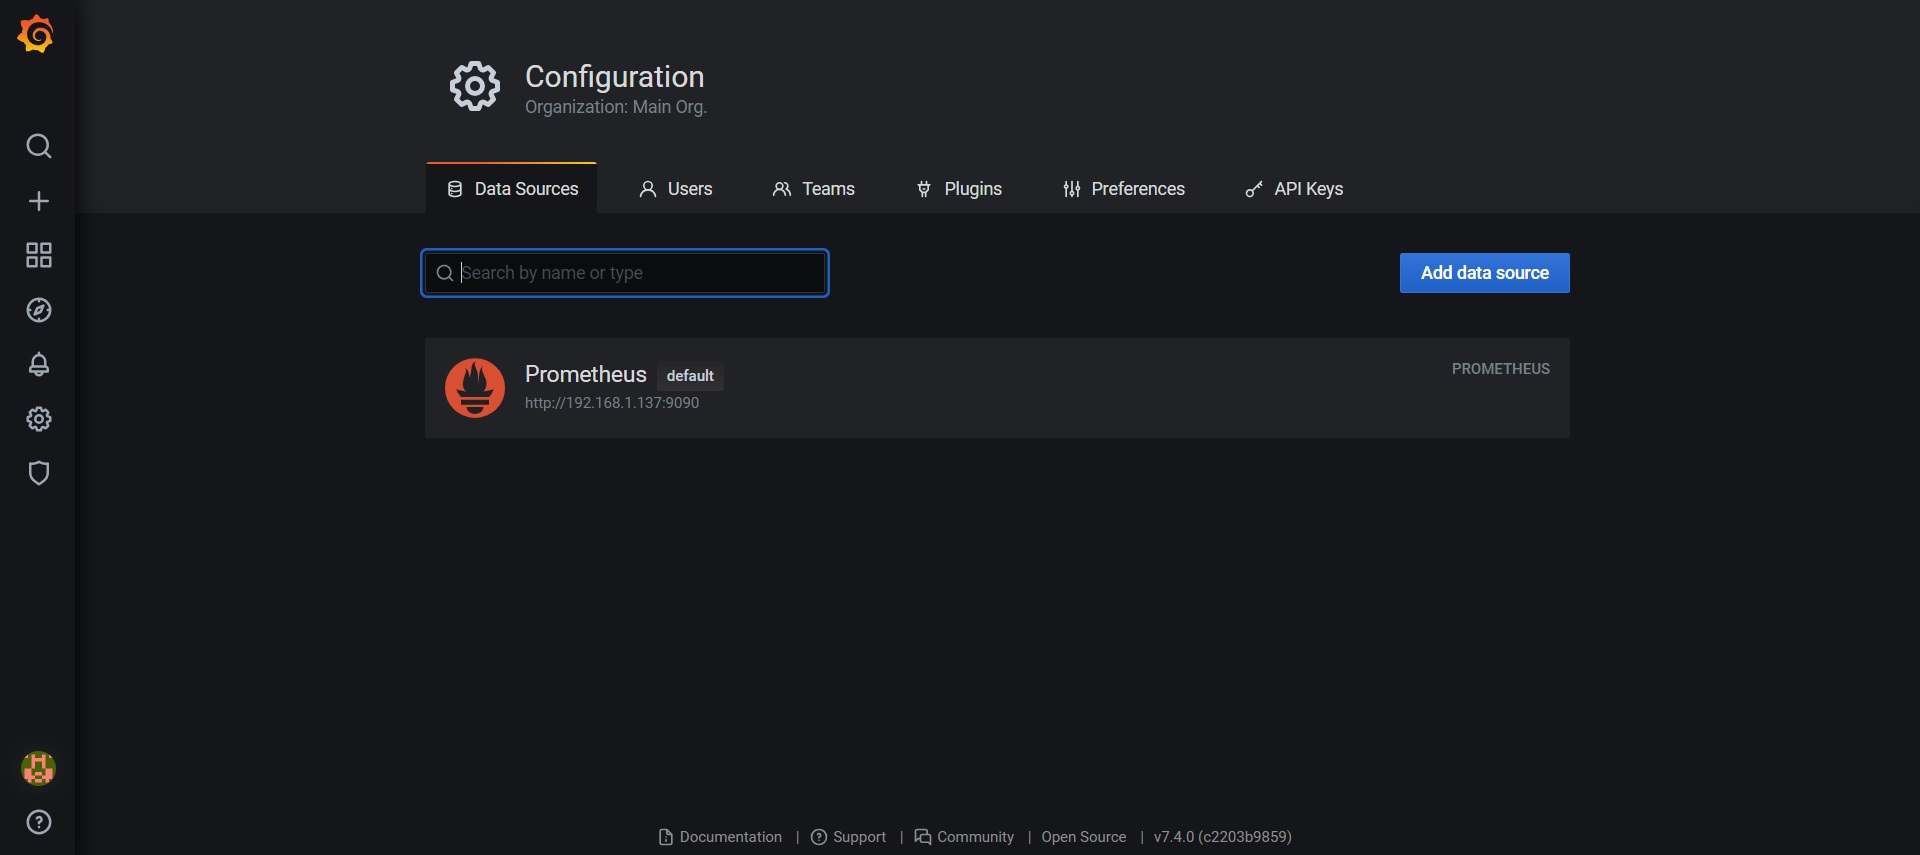 Configuration
Organization: Main Org.
Data Sources Users Teams Plugins Preferences API Keys
Search by name or type
Add data source
Prometheus default
PROMETHEUS
http://192.168.1.137:9090
Documentation | Support | Community | Open Source | v7.4.0 (c2203b9859)